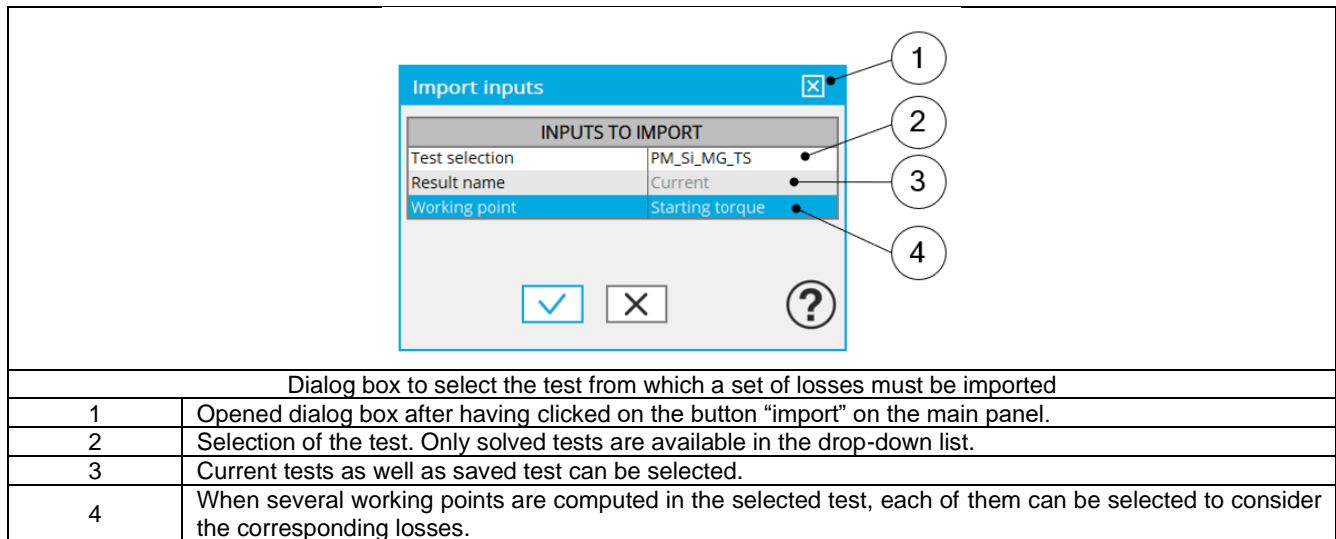 Import inputs
1
INPUTS TO IMPORT
2
Test selection PM_Si_MG_TS
Result name Current
3
Working point Starting torque
4
?
Dialog box to select the test from which a set of losses must be imported
1 Opened dialog box after having clicked on the button “import” on the main panel.
2 Selection of the test. Only solved tests are available in the drop-down list.
3 Current tests as well as saved test can be selected.
4 When several working points are computed in the selected test, each of them can be selected to consider
the corresponding losses.